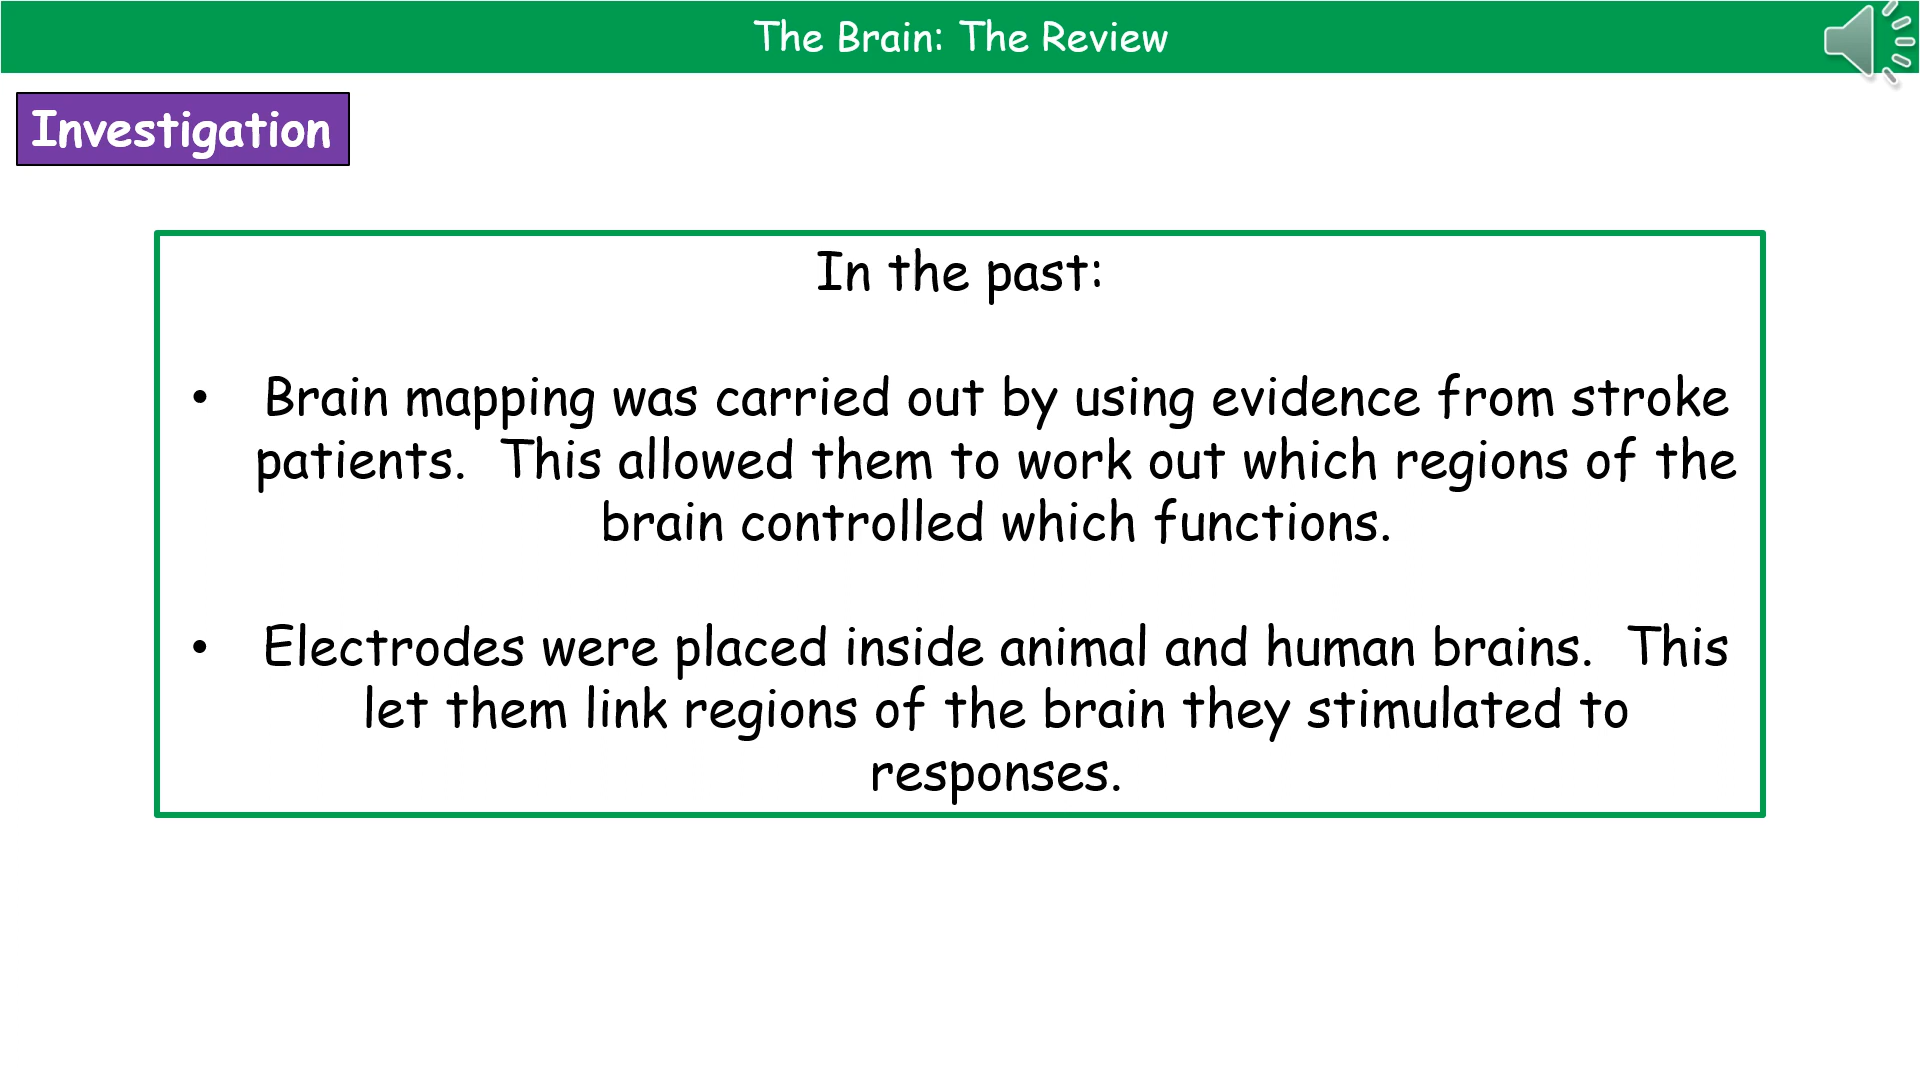 The Brain: The Review
Investigation
In the past:
• Brain mapping was carried out by using evidence from stroke
patients.  This allowed them to work out which regions of the
brain controlled which functions.
• Electrodes were placed inside animal and human brains.  This
let them link regions of the brain they stimulated to
responses.